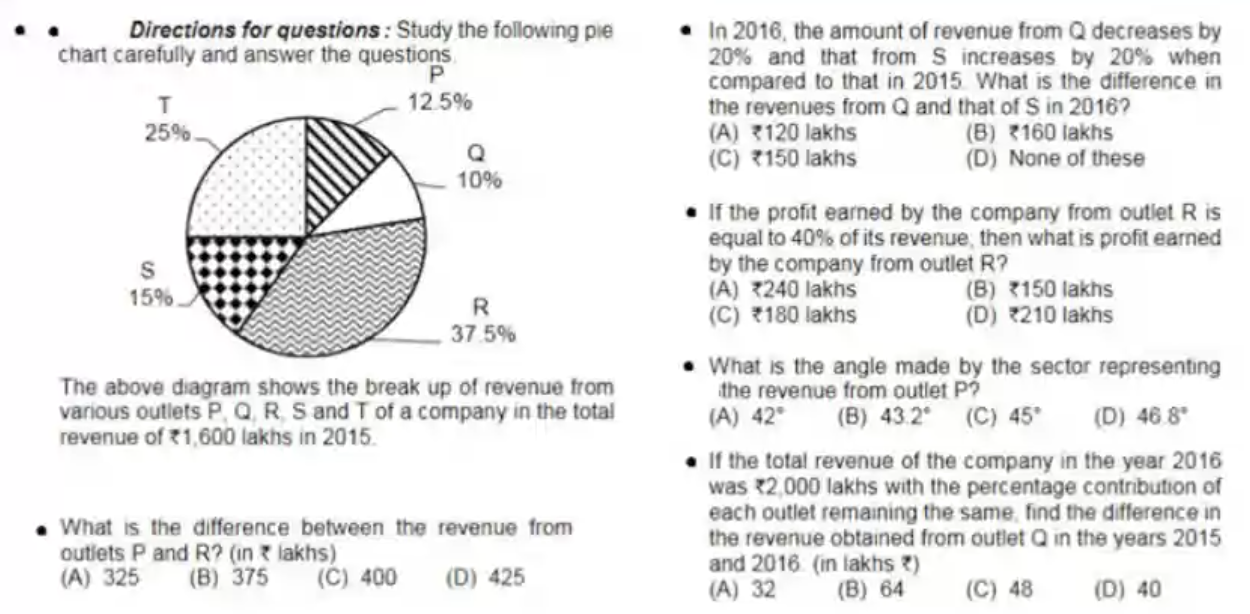 • • Directions for questions : Study the following pie
chart carefully and answer the questions.
P
12.5%
T
25%
Q
10%
S
15%
R
37.5%
The above diagram shows the break up of revenue from
various outlets P, Q, R, S and T of a company in the total
revenue of ₹1,600 lakhs in 2015.
• What is the difference between the revenue from
outlets P and R? (in ₹ lakhs)
(A) 325 (B) 375 (C) 400 (D) 425
• In 2016, the amount of revenue from Q decreases by
20% and that from S increases by 20% when
compared to that in 2015. What is the difference in
the revenues from Q and that of S in 2016?
(A) ₹120 lakhs (B) ₹160 lakhs
(C) ₹150 lakhs (D) None of these
• If the profit earned by the company from outlet R is
equal to 40% of its revenue, then what is profit earned
by the company from outlet R?
(A) ₹240 lakhs (B) ₹150 lakhs
(C) ₹180 lakhs (D) ₹210 lakhs
• What is the angle made by the sector representing
the revenue from outlet P?
(A) 42° (B) 43.2° (C) 45° (D) 46.8°
• If the total revenue of the company in the year 2016
was ₹2,000 lakhs with the percentage contribution of
each outlet remaining the same, find the difference in
the revenue obtained from outlet Q in the years 2015
and 2016. (in lakhs ₹)
(A) 32 (B) 64 (C) 48 (D) 40